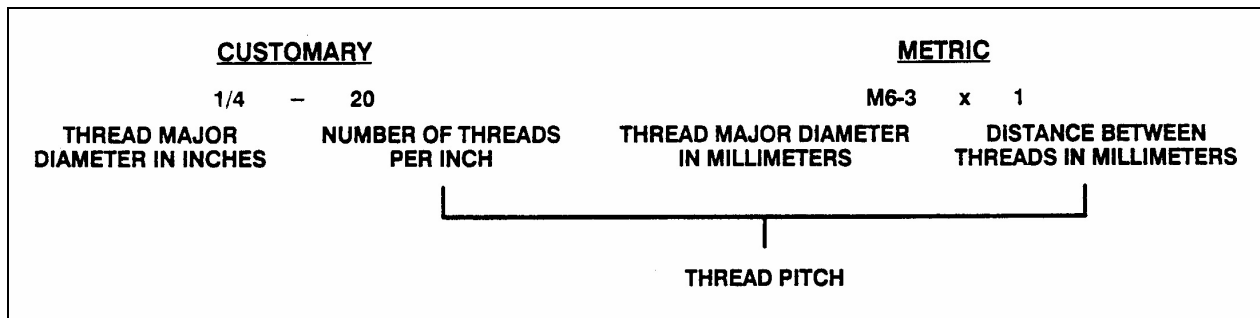 CUSTOMARY
1/4 – 20
THREAD MAJOR
DIAMETER IN INCHES
NUMBER OF THREADS
PER INCH
METRIC
M6-3 x 1
THREAD MAJOR DIAMETER
IN MILLIMETERS
DISTANCE BETWEEN
THREADS IN MILLIMETERS
THREAD PITCH